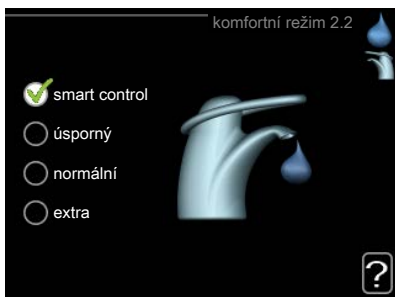 komfortní režim 2.2
smart control
úsporný
normální
extra
?